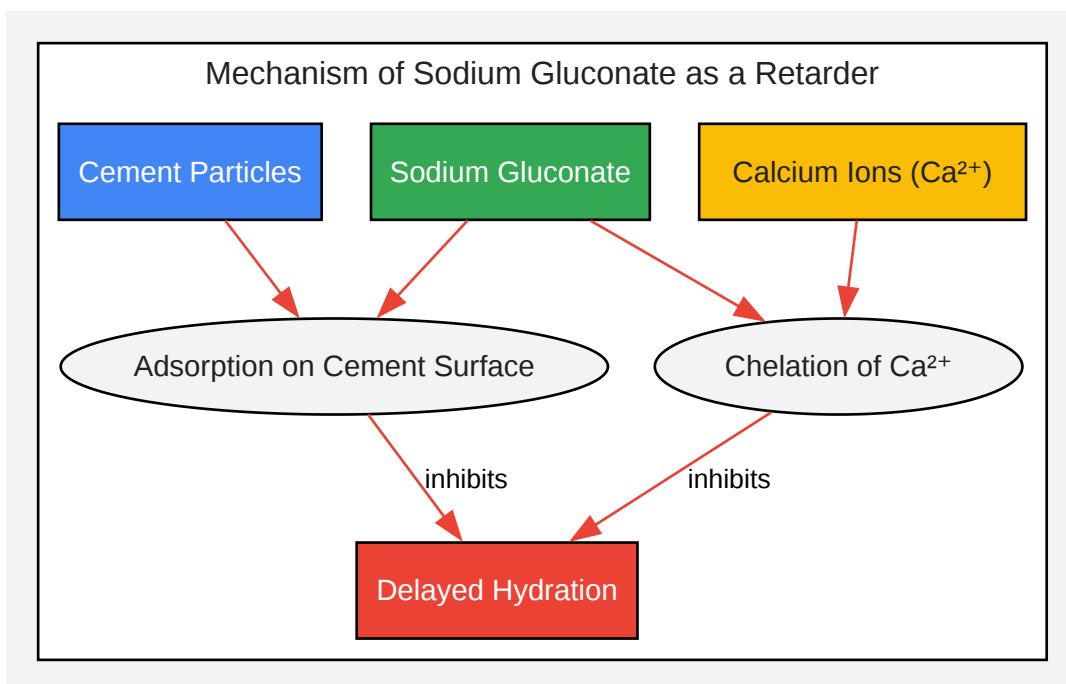 Mechanism of Sodium Gluconate as a Retarder
Cement Particles
Sodium Gluconate
Calcium Ions (Ca²⁺)
Adsorption on Cement Surface
Chelation of Ca²⁺
inhibits
inhibits
Delayed Hydration